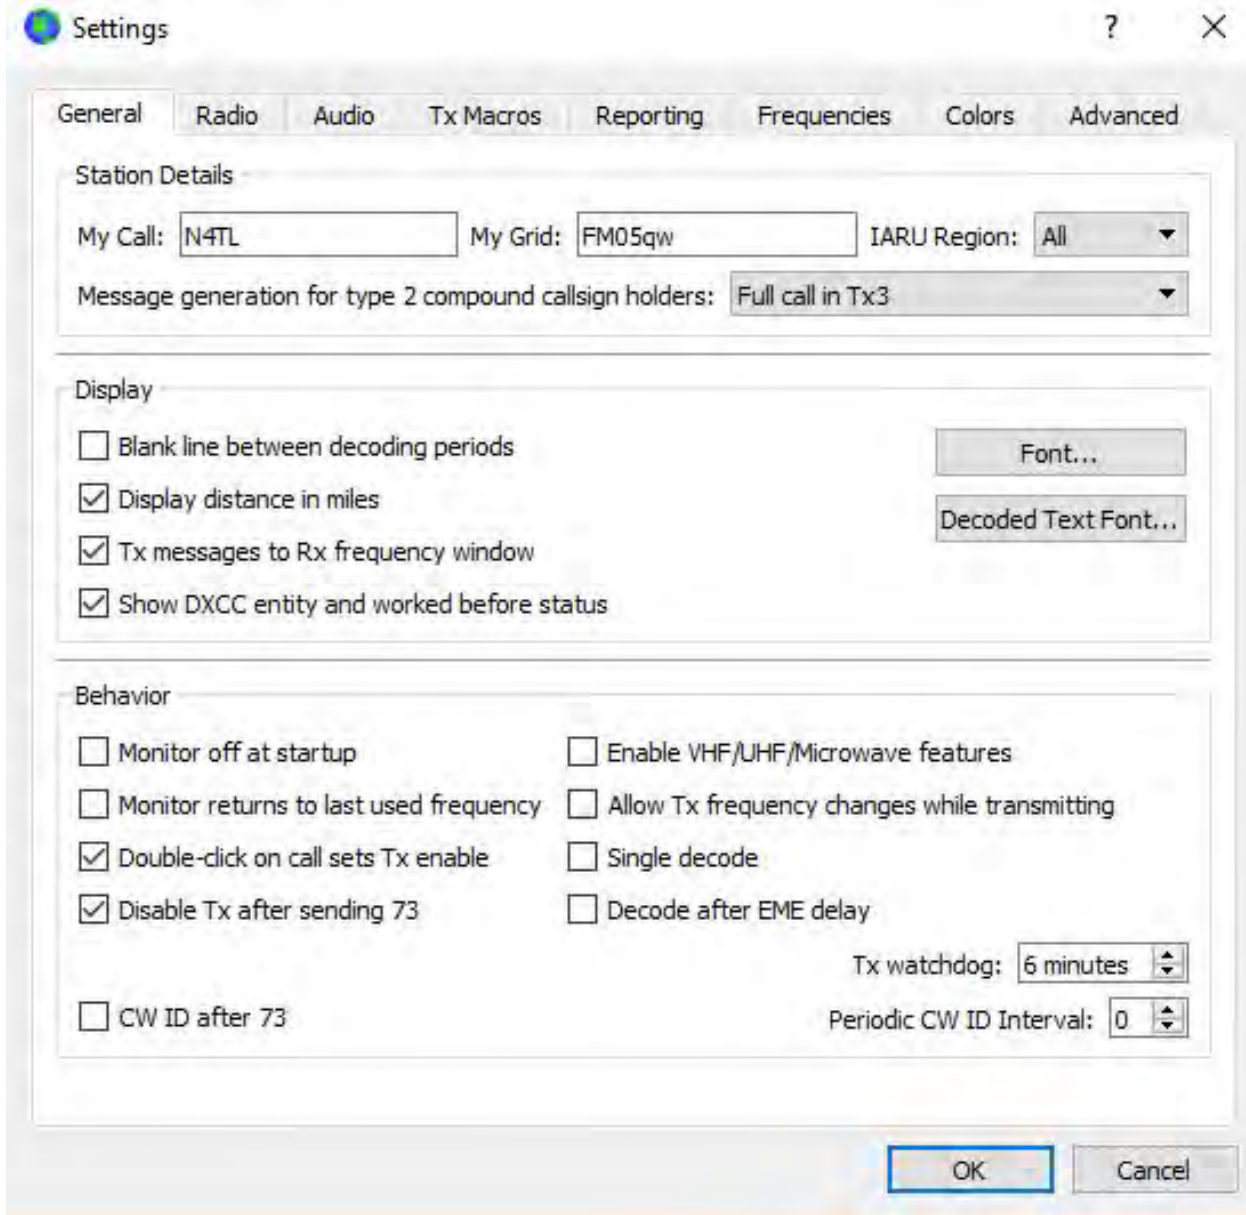 Settings ?
General Radio Audio Tx Macros Reporting Frequencies Colors Advanced
Station Details
My Call: N4TL My Grid: FM05qw IARU Region: All
Message generation for type 2 compound callsign holders: Full call in Tx3
Display
Blank line between decoding periods Font...
Display distance in miles
Decoded Text Font...
Tx messages to Rx frequency window
Show DXCC entity and worked before status
Behavior
Monitor off at startup Enable VHF/UHF/Microwave features
Monitor returns to last used frequency Allow Tx frequency changes while transmitting
Double-click on call sets Tx enable Single decode
Disable Tx after sending 73 Decode after EME delay
Tx watchdog: 6 minutes
CW ID after 73 Periodic CW ID Interval: 0
OK Cancel